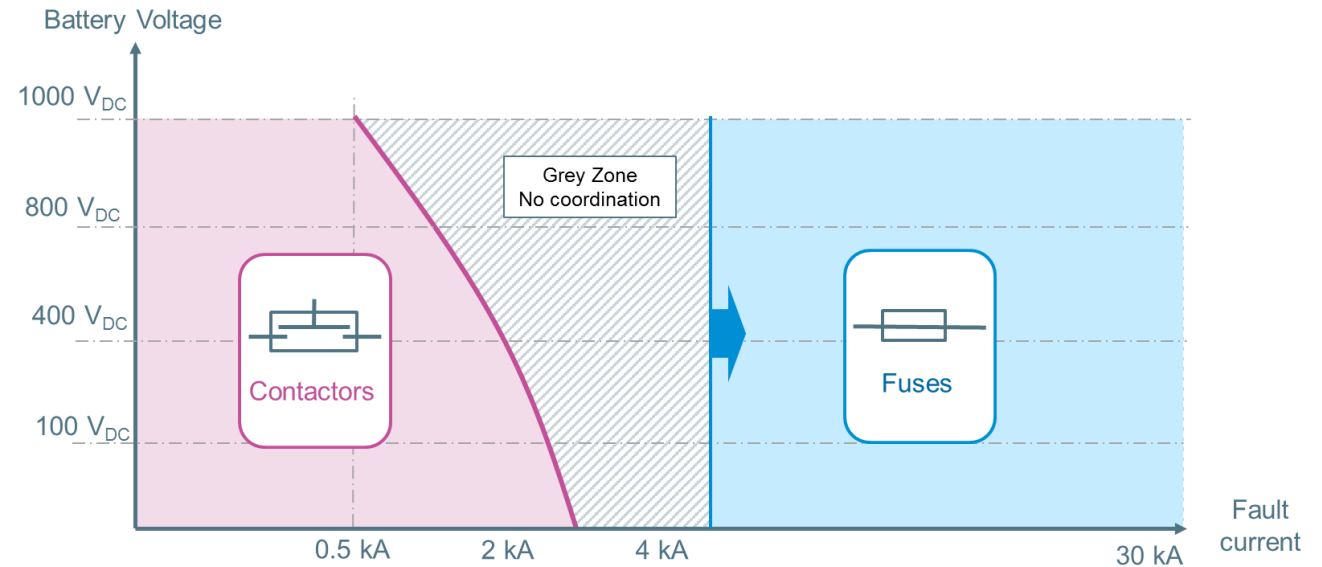 Battery Voltage
1000 VDC
Grey Zone
No coordination
800 VDC
400 VDC
Contactors
Fuses
100 VDC
0.5 kA
2 kA
4 kA
30 kA
Fault
current